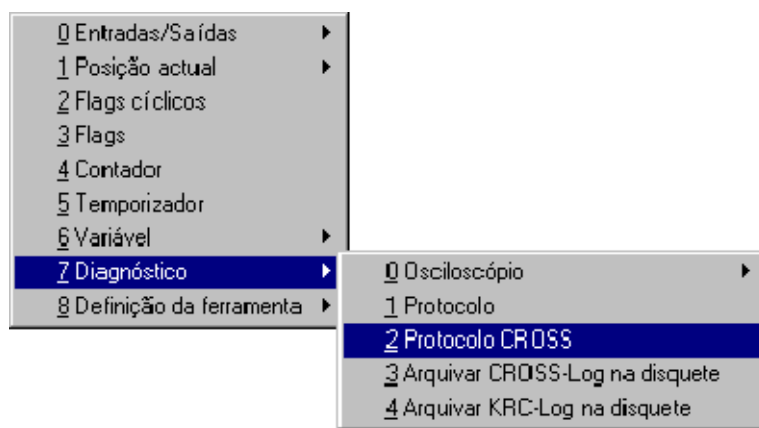 0 Entradas/Saídas
1 Posição actual
2 Flags cíclicos
3 Flags
4 Contador
5 Temporizador
6 Variável
7 Diagnóstico
8 Definição da ferramenta
0 Osciloscópio
1 Protocolo
2 Protocolo CROSS
3 Arquivar CROSS-Log na disquete
4 Arquivar KRC-Log na disquete